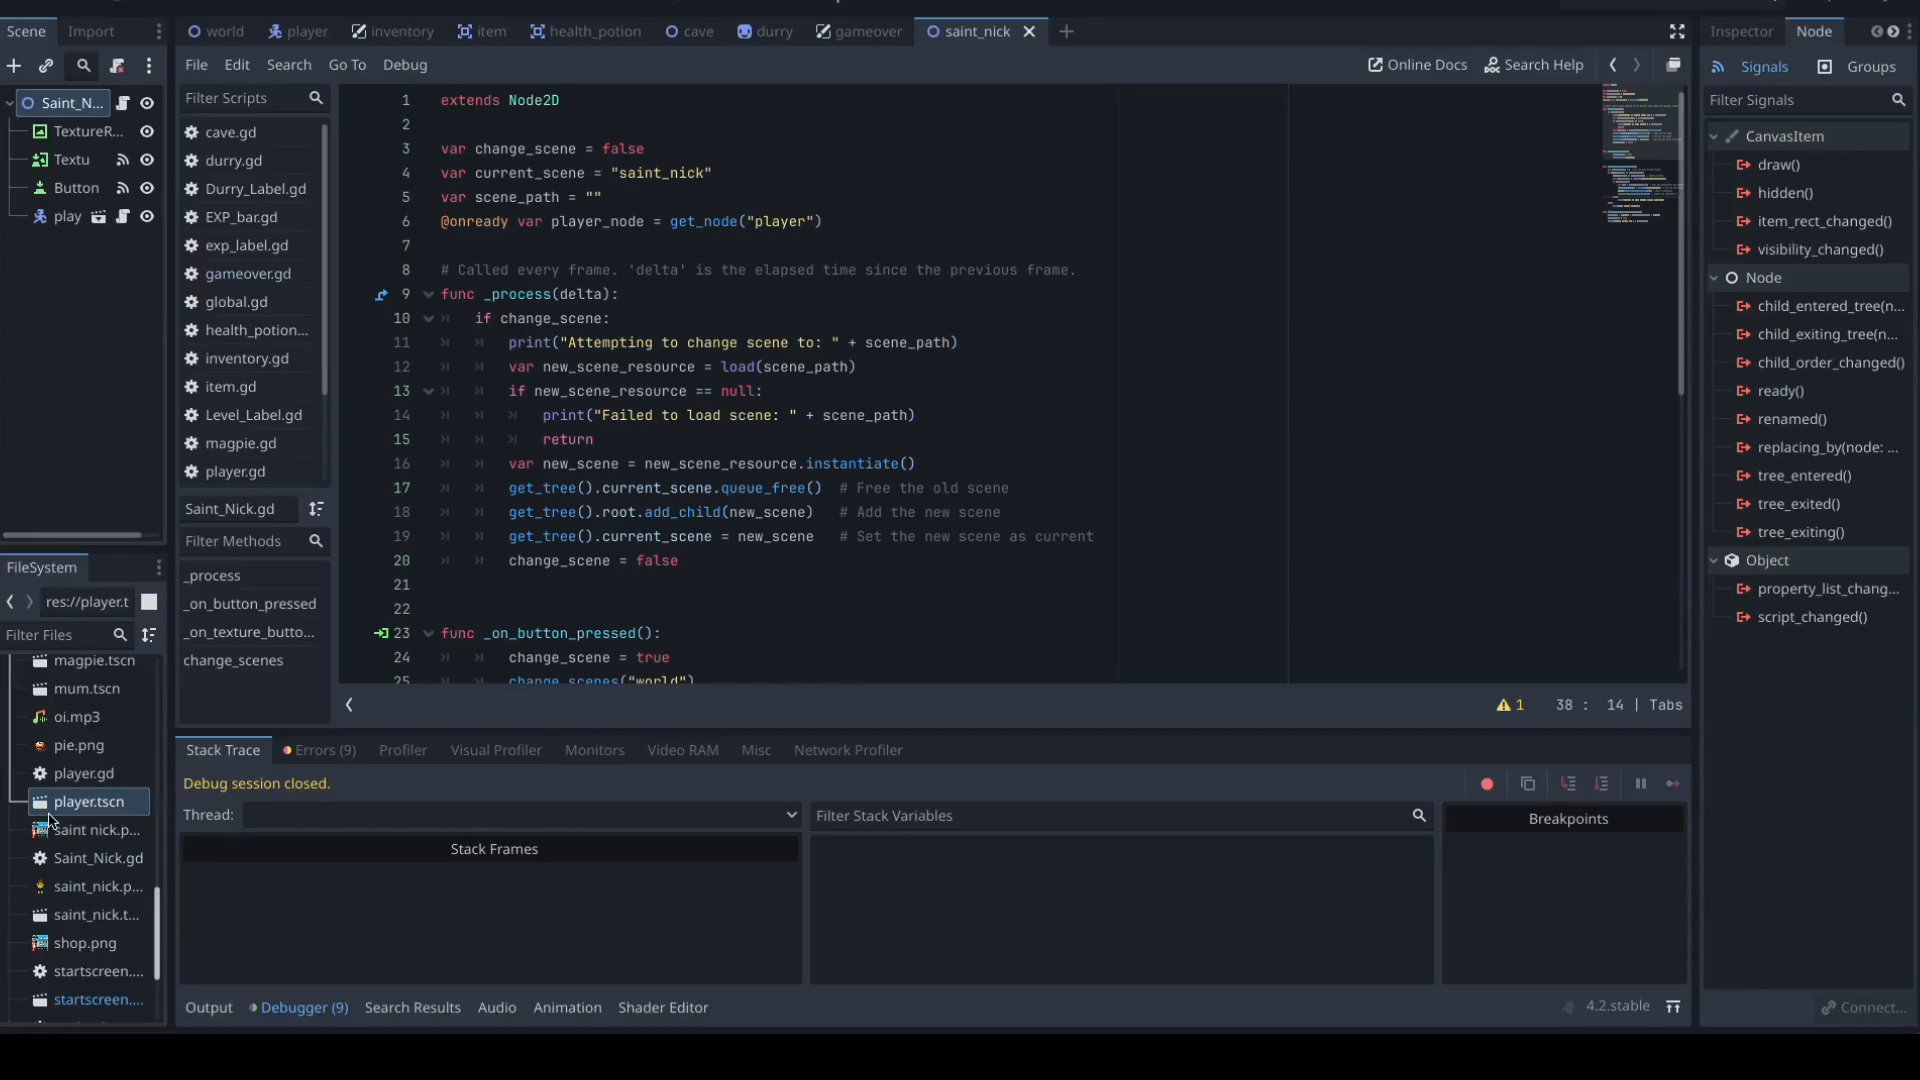 Scene
Import
world
player
inventory
item
health_potion
cave
durry
gameover
saint_nick
Inspector
Node
File
Edit
Search
Go To
Debug
Online Docs
Search Help
Signals
Groups
Saint_N...
TextureR...
Textu
Button
play
Filter Scripts
cave.gd
durry.gd
Durry_Label.gd
EXP_bar.gd
exp_label.gd
gameover.gd
global.gd
health_potion...
inventory.gd
item.gd
Level_Label.gd
magpie.gd
player.gd
Saint_Nick.gd
Filter Methods
_process
_on_button_pressed
_on_texture_butto...
change_scenes
1 extends Node2D
2
3 var change_scene = false
4 var current_scene = "saint_nick"
5 var scene_path = ""
6 @onready var player_node = get_node("player")
7
8 # Called every frame. 'delta' is the elapsed time since the previous frame.
9 func _process(delta):
10 if change_scene:
11 print("Attempting to change scene to: " + scene_path)
12 var new_scene_resource = load(scene_path)
13 if new_scene_resource == null:
14 print("Failed to load scene: " + scene_path)
15 return
16 var new_scene = new_scene_resource.instantiate()
17 get_tree().current_scene.queue_free() # Free the old scene
18 get_tree().root.add_child(new_scene) # Add the new scene
19 get_tree().current_scene = new_scene # Set the new scene as current
20 change_scene = false
21
22
23 func _on_button_pressed():
24 change_scene = true
25 change_scenes("world")
1 38 : 14 | Tabs
Filter Signals
CanvasItem
draw()
hidden()
item_rect_changed()
visibility_changed()
Node
child_entered_tree(n...
child_exiting_tree(n...
child_order_changed()
ready()
renamed()
replacing_by(node: ...
tree_entered()
tree_exited()
tree_exiting()
Object
property_list_chang...
script_changed()
Connect...
FileSystem
res://player.t
Filter Files
magpie.tscn
mum.tscn
oi.mp3
pie.png
player.gd
player.tscn
saint nick.p...
Saint_Nick.gd
saint_nick.p...
saint_nick.t...
shop.png
startscreen....
startscreen....
Stack Trace
Errors (9)
Profiler
Visual Profiler
Monitors
Video RAM
Misc
Network Profiler
Debug session closed.
Thread:
Filter Stack Variables
Breakpoints
Stack Frames
Output
Debugger (9)
Search Results
Audio
Animation
Shader Editor
4.2.stable